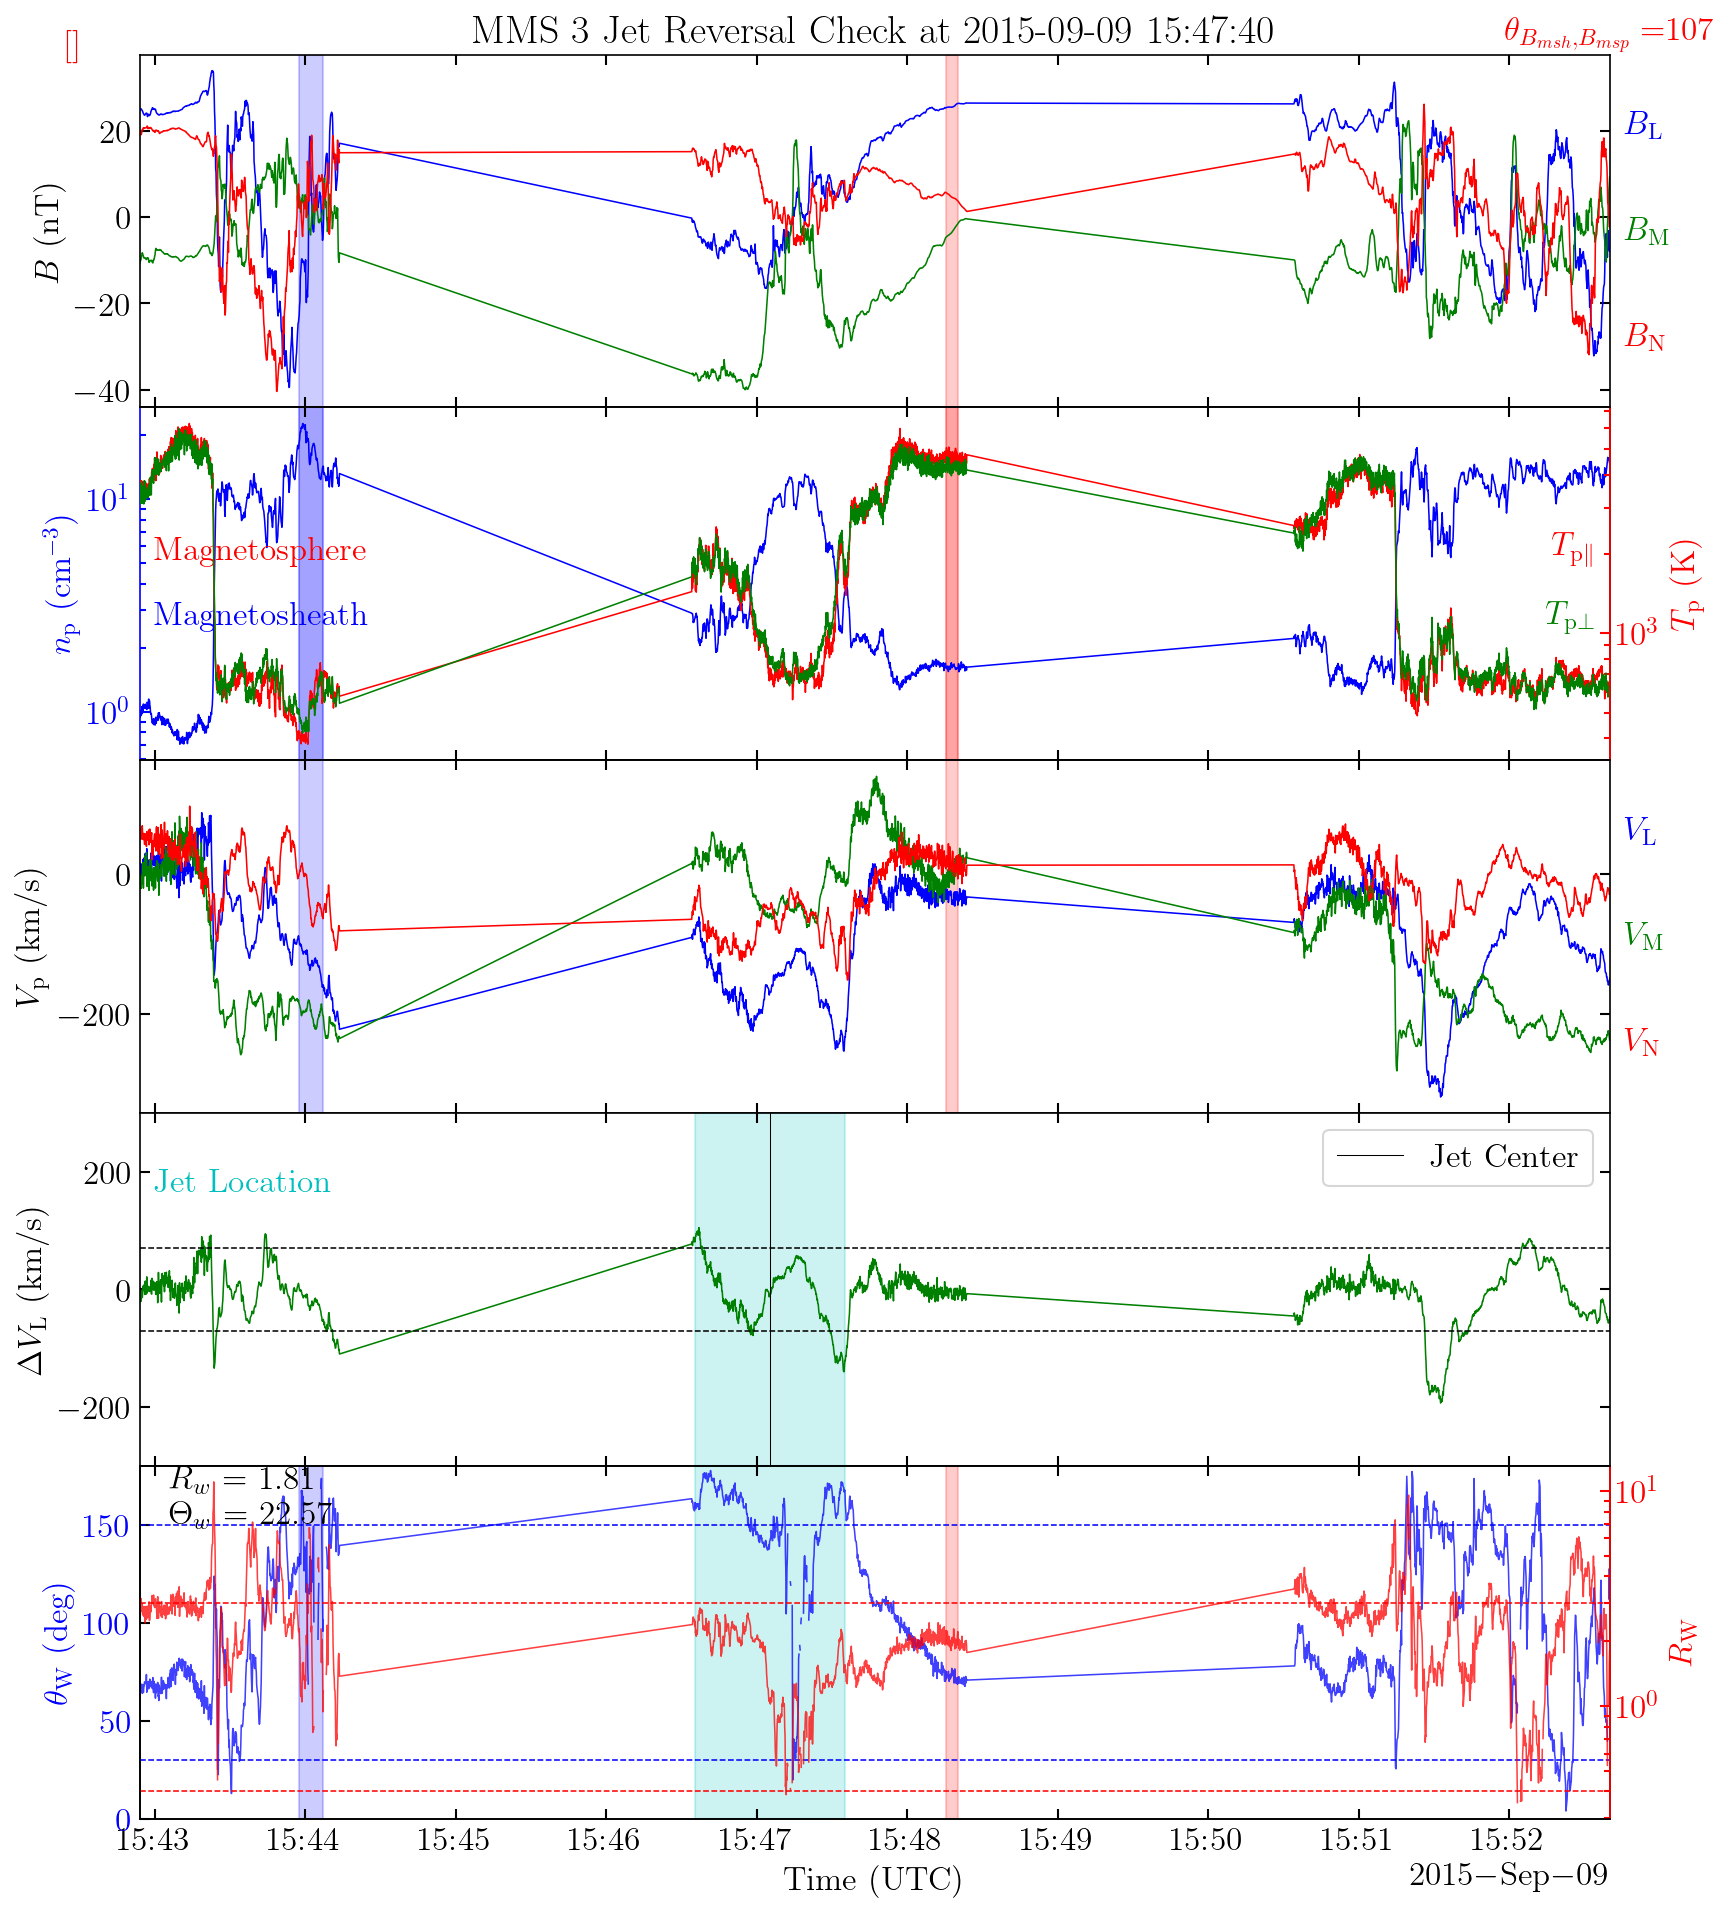 MMS 3 Jet Reversal Check at 2015-09-09 15:47:40
[]
θ_{B_{msh},B_{msp}} =107
B (nT)
20
0
−20
−40
B_L
B_M
B_N
n_p (cm^{−3})
10^1
10^0
Magnetosphere
Magnetosheath
T_{p∥}
T_{p⊥}
10^3
T_p (K)
V_p (km/s)
0
−200
V_L
V_M
V_N
ΔV_L (km/s)
200
0
−200
Jet Location
Jet Center
R_w = 1.81
Θ_w = 22.57
θ_W (deg)
150
100
50
0
10^1
10^0
R_W
15:43 15:44 15:45 15:46 15:47 15:48 15:49 15:50 15:51 15:52
Time (UTC)
2015−Sep−09